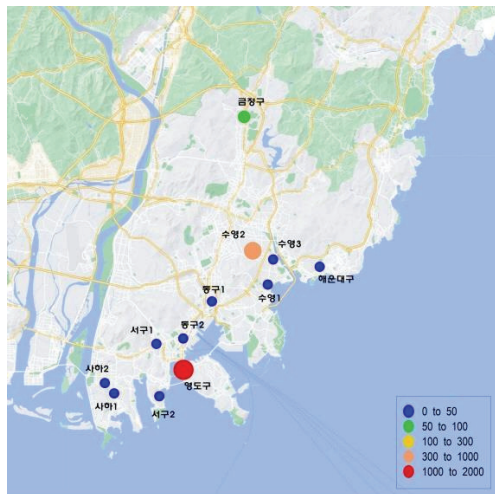 금정구
수영2
수영3
해운대구
수영1
동구1
동구2
서구1
영도구
사하2
사하1
서구2
0 to 50
50 to 100
100 to 300
300 to 1000
1000 to 2000